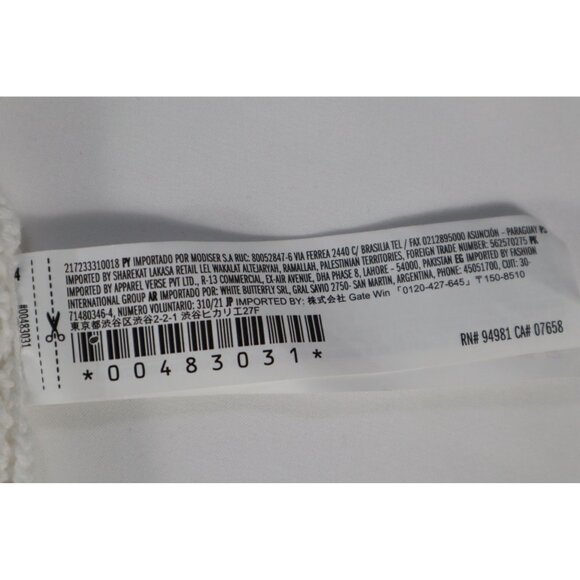 217233310018 PY IMPORTADO POR MODISER S.A RUC: 80052847-6 VIA FERREA 2440 C/ BRASILIA TEL / FAX 0212895000 ASUNCIÓN - PARAGUAY PS
IMPORTED BY SHAREKAT LAKASA RETAIL LEL WAKALAT ALTEJARYAH, RAMALLAH, PALESTINIAN TERRITORIES, FOREIGN TRADE NUMBER: 562570275 PK
IMPORTED BY APPAREL VERSE PVT LTD., R-13 COMMERCIAL, EX-AIR AVENUE, DHA PHASE 8, LAHORE - 54000, PAKISTAN EG IMPORTED BY FASHION
INTERNATIONAL GROUP AR IMPORTED POR: WHITE BUTTERFLY SRL, GRAL SAVIO 2750- SAN MARTIN, ARGENTINA, PHONE: 45051700, CUIT: 30-
71480346-4, NUMERO VOLUNTARIO: 310/21 JP IMPORTED BY: 株式会社 Gate Win 「0120-427-645」〒150-8510
東京都渋谷区渋谷2-2-1 渋谷ヒカリエ27F
*00483031*
RN# 94981 CA# 07658
4
#00483031